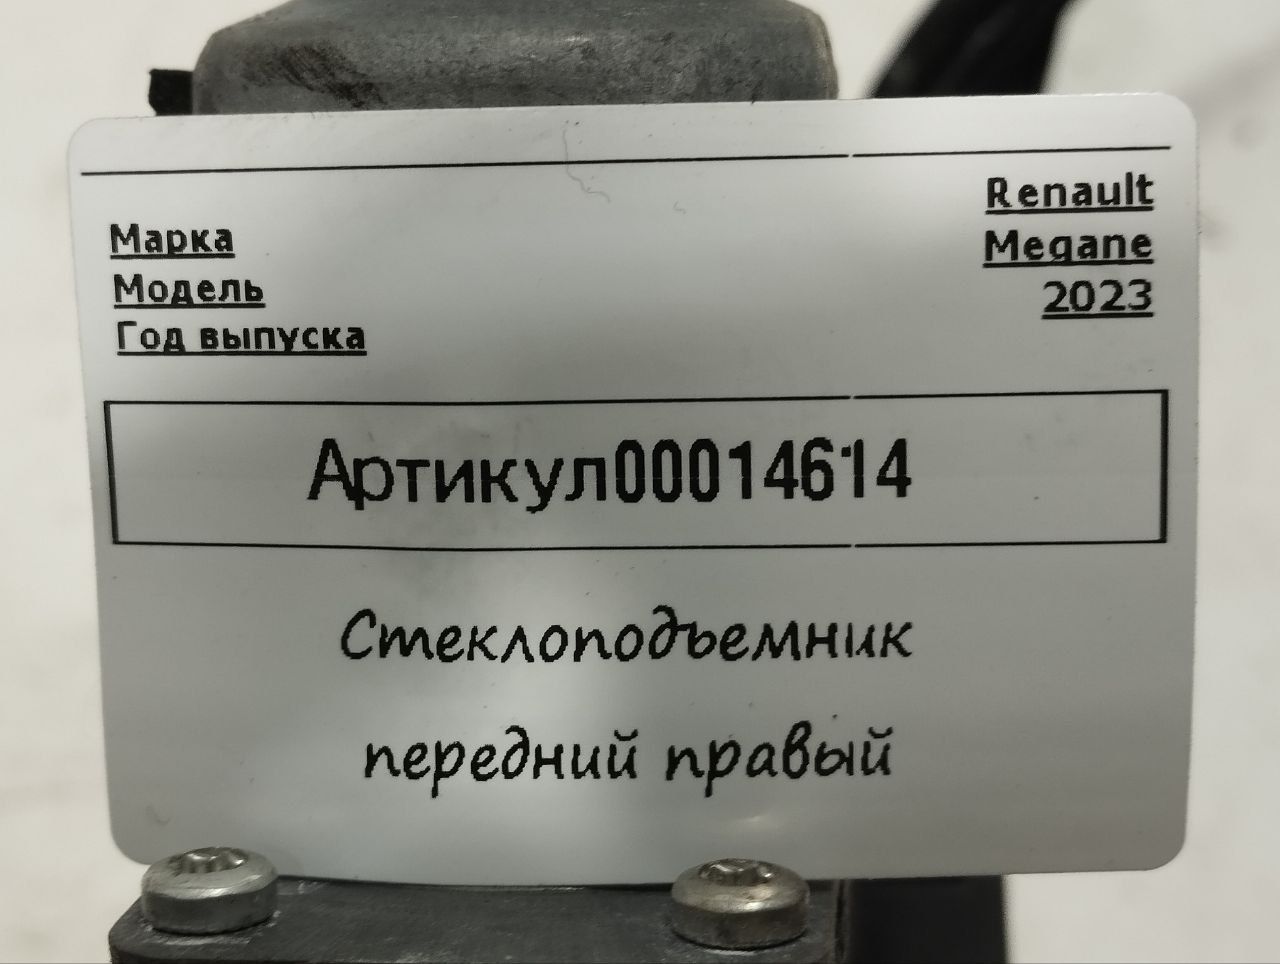 Марка Renault
Модель Megane
Год выпуска 2023
Артикул00014614
Стеклоподъемник
передний правый